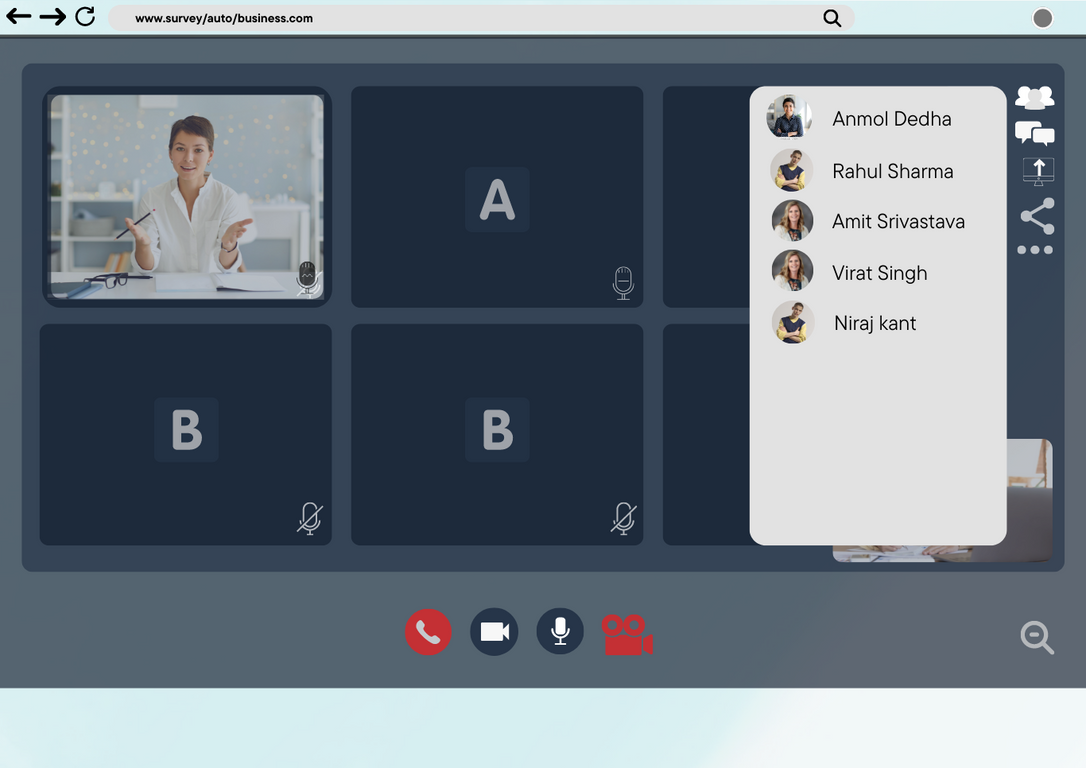 www.survey/auto/business.com
A
Anmol Dedha
Rahul Sharma
Amit Srivastava
Virat Singh
Niraj kant
B
B